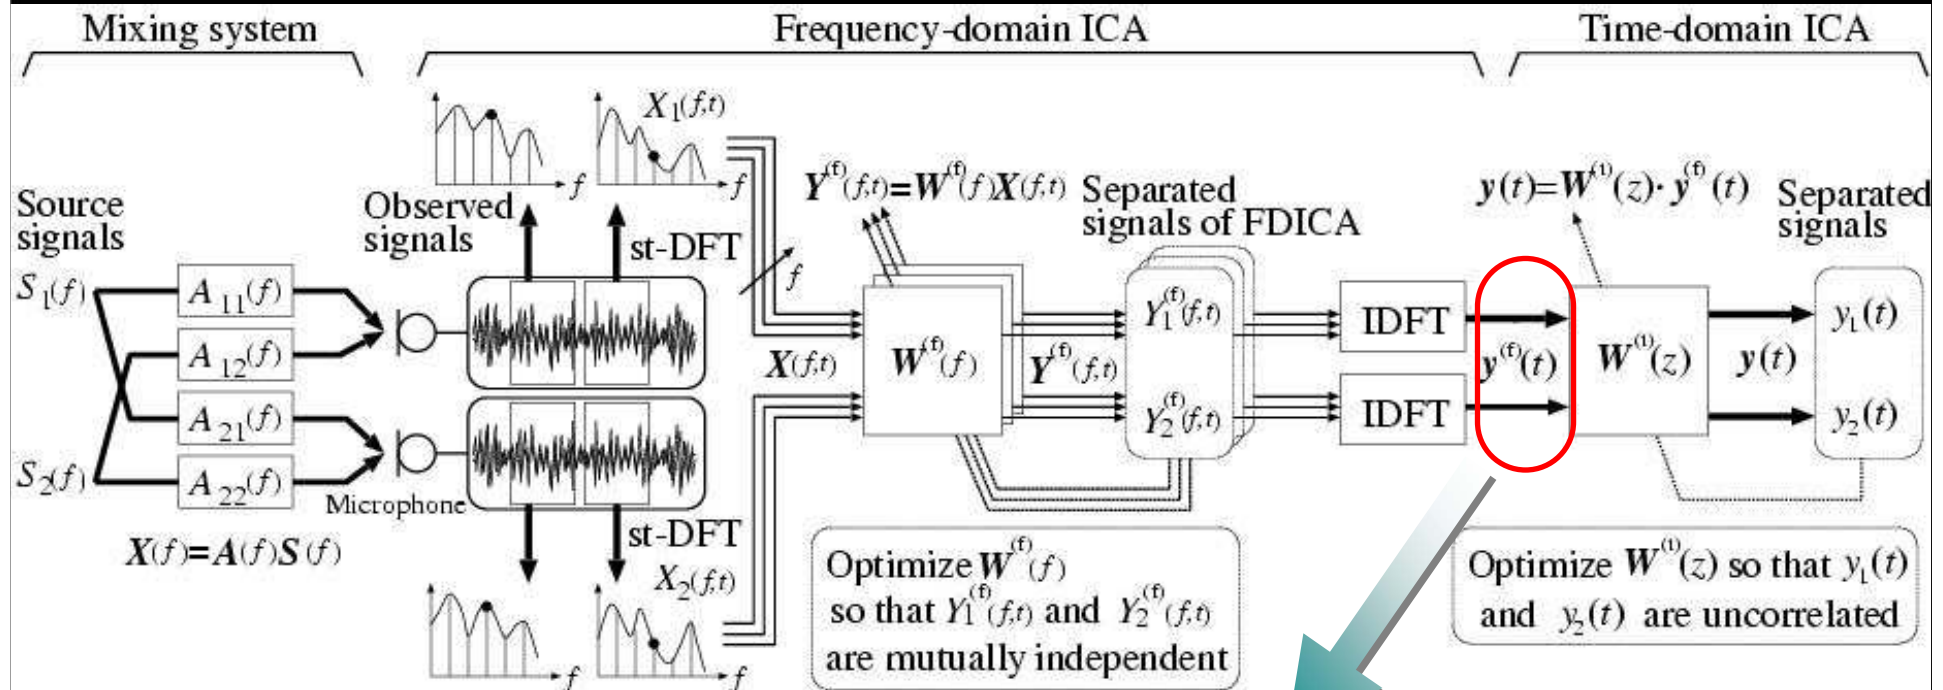 Mixing system
Frequency-domain ICA
Time-domain ICA
Source
signals
S₁(f)
S₂(f)
A₁₁(f)
A₁₂(f)
A₂₁(f)
A₂₂(f)
X(f)=A(f)S(f)
Microphone
Observed
signals
f
X₁(f,t)
f
st-DFT
st-DFT
X₂(f,t)
f
f
f
X(f,t)
Y⁽ᶠ⁾(f,t)=W⁽ᶠ⁾(f)X(f,t)
W⁽ᶠ⁾(f)
Y⁽ᶠ⁾(f,t)
Separated
signals of FDICA
Y₁⁽ᶠ⁾(f,t)
Y₂⁽ᶠ⁾(f,t)
Optimize W⁽ᶠ⁾(f)
so that Y₁⁽ᶠ⁾(f,t) and Y₂⁽ᶠ⁾(f,t)
are mutually independent
IDFT
IDFT
y⁽ᶠ⁾(t)
y(t)=W⁽ᵗ⁾(z)·y⁽ᶠ⁾(t)
W⁽ᵗ⁾(z)
y(t)
Separated
signals
y₁(t)
y₂(t)
Optimize W⁽ᵗ⁾(z) so that y₁(t)
and y₂(t) are uncorrelated